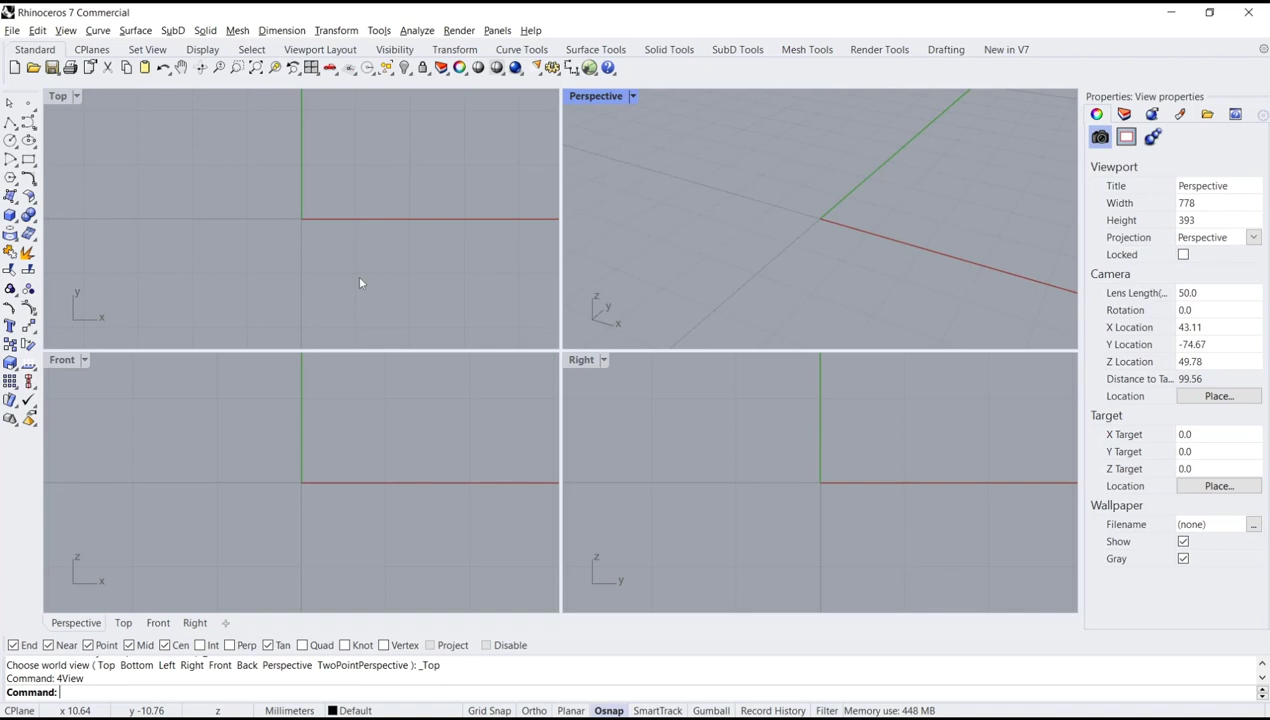 Rhinoceros 7 Commercial
File Edit View Curve Surface SubD Solid Mesh Dimension Transform Tools Analyze Render Panels Help
Standard CPlanes Set View Display Select Viewport Layout Visibility Transform Curve Tools Surface Tools Solid Tools SubD Tools Mesh Tools Render Tools Drafting New in V7
Top
Perspective
Properties: View properties
Viewport
Title Perspective
Width 778
Height 393
Projection Perspective
Locked
Camera
Lens Length(... 50.0
Rotation 0.0
X Location 43.11
Y Location -74.67
Z Location 49.78
Distance to Ta... 99.56
Location Place...
Target
X Target 0.0
Y Target 0.0
Z Target 0.0
Location Place...
Wallpaper
Filename (none) ...
Show
Gray
y
x
z
y
x
Front
Right
z
x
z
y
Perspective Top Front Right
End Near Point Mid Cen Int Perp Tan Quad Knot Vertex Project Disable
Choose world view ( Top Bottom Left Right Front Back Perspective TwoPointPerspective ): _Top
Command: 4View
Command:
CPlane x 10.64 y -10.76 z Millimeters Default Grid Snap Ortho Planar Osnap SmartTrack Gumball Record History Filter Memory use: 448 MB